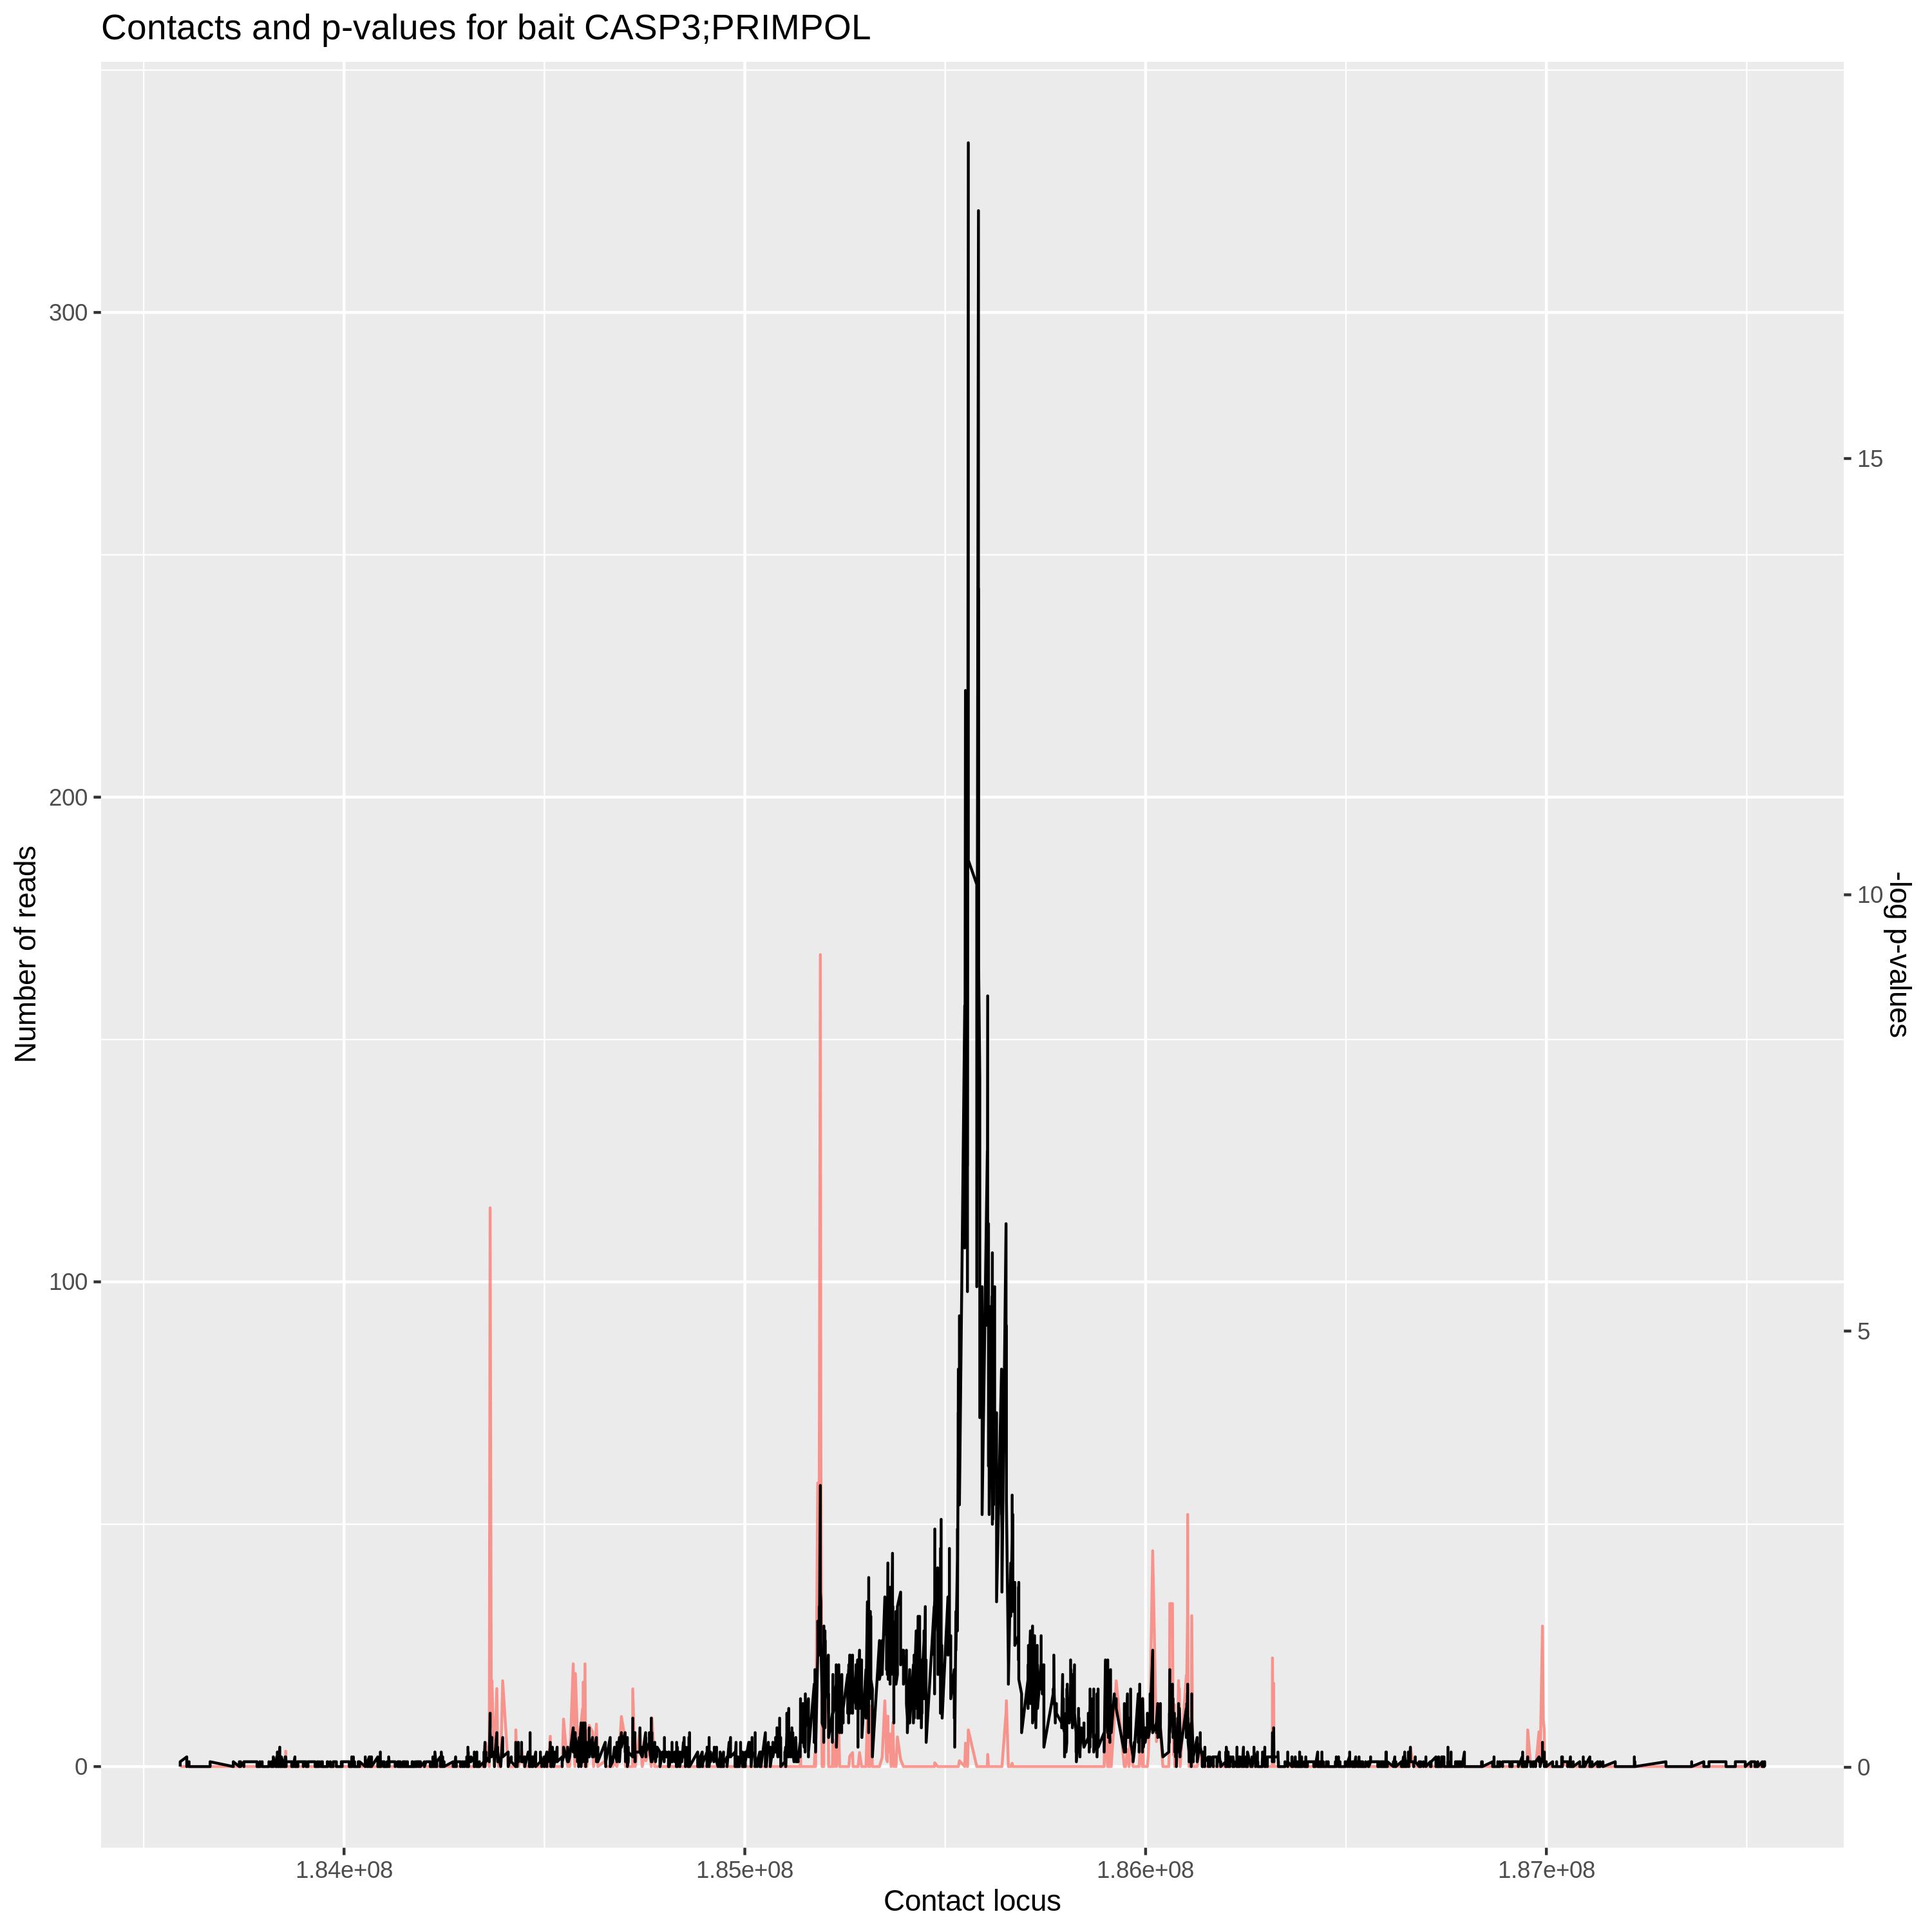 Contacts and p-values for bait CASP3;PRIMPOL
Number of reads
300
200
100
0
15
10
5
0
-log p-values
1.84e+08
1.85e+08
1.86e+08
1.87e+08
Contact locus